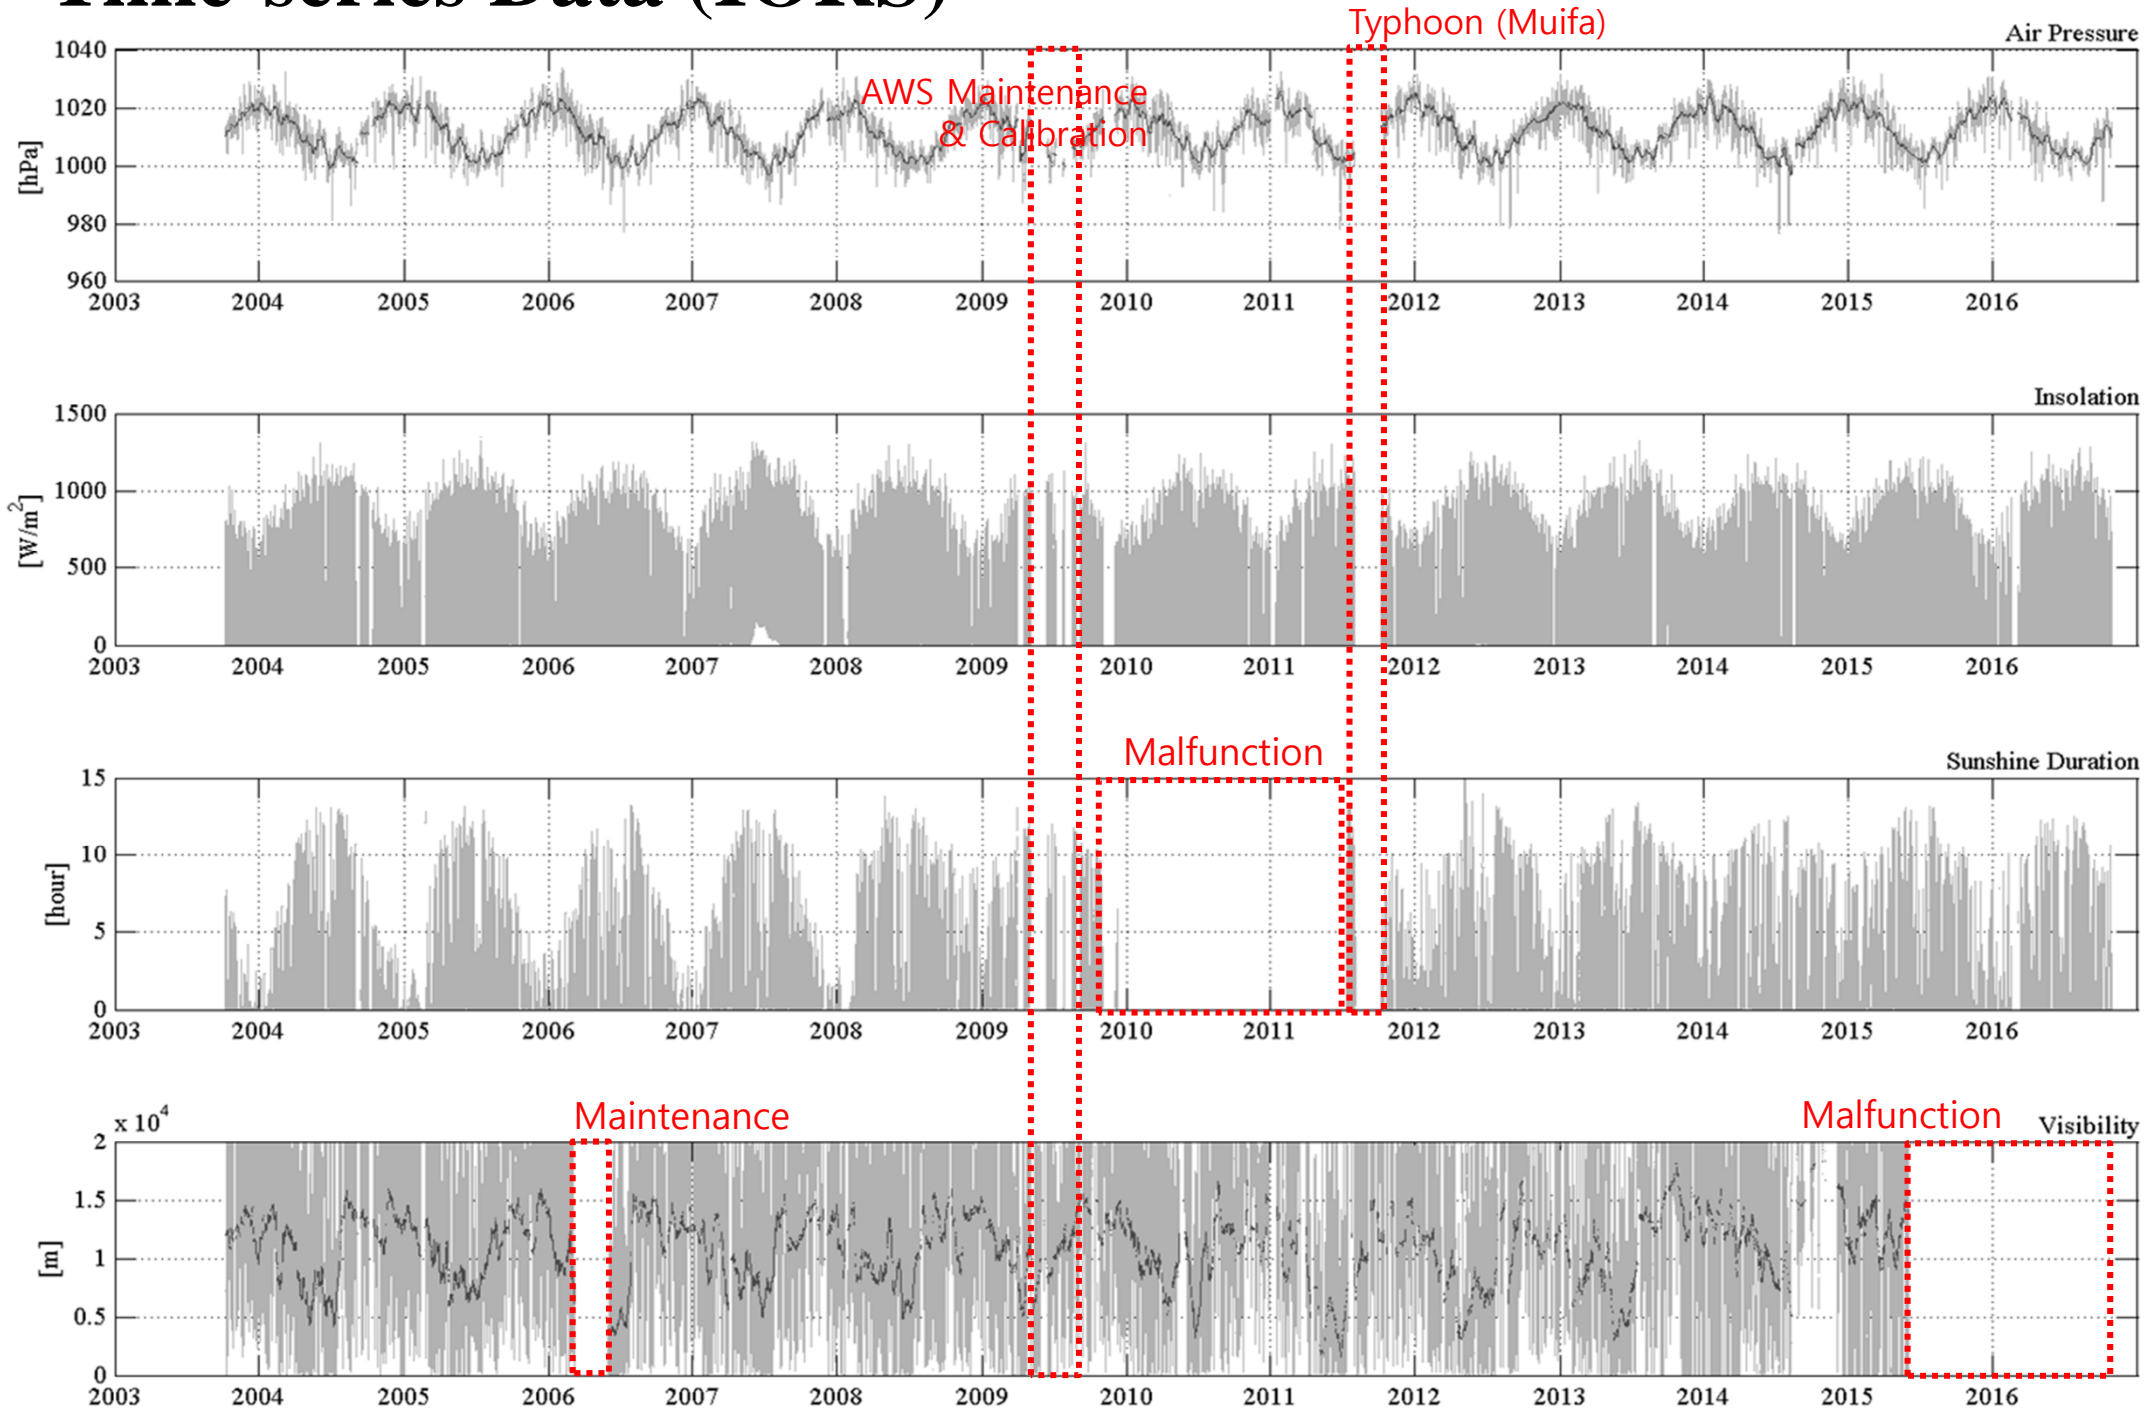 Time-series Data (IORS)
Typhoon (Muifa)
Air Pressure
AWS Maintenance
& Calibration
[hPa]
1040
1020
1000
980
960
2003 2004 2005 2006 2007 2008 2009 2010 2011 2012 2013 2014 2015 2016
Insolation
[W/m²]
1500
1000
500
0
2003 2004 2005 2006 2007 2008 2009 2010 2011 2012 2013 2014 2015 2016
Malfunction
Sunshine Duration
[hour]
15
10
5
0
2003 2004 2005 2006 2007 2008 2009 2010 2011 2012 2013 2014 2015 2016
x 10⁴
Maintenance
Malfunction
Visibility
[m]
2
1.5
1
0.5
0
2003 2004 2005 2006 2007 2008 2009 2010 2011 2012 2013 2014 2015 2016